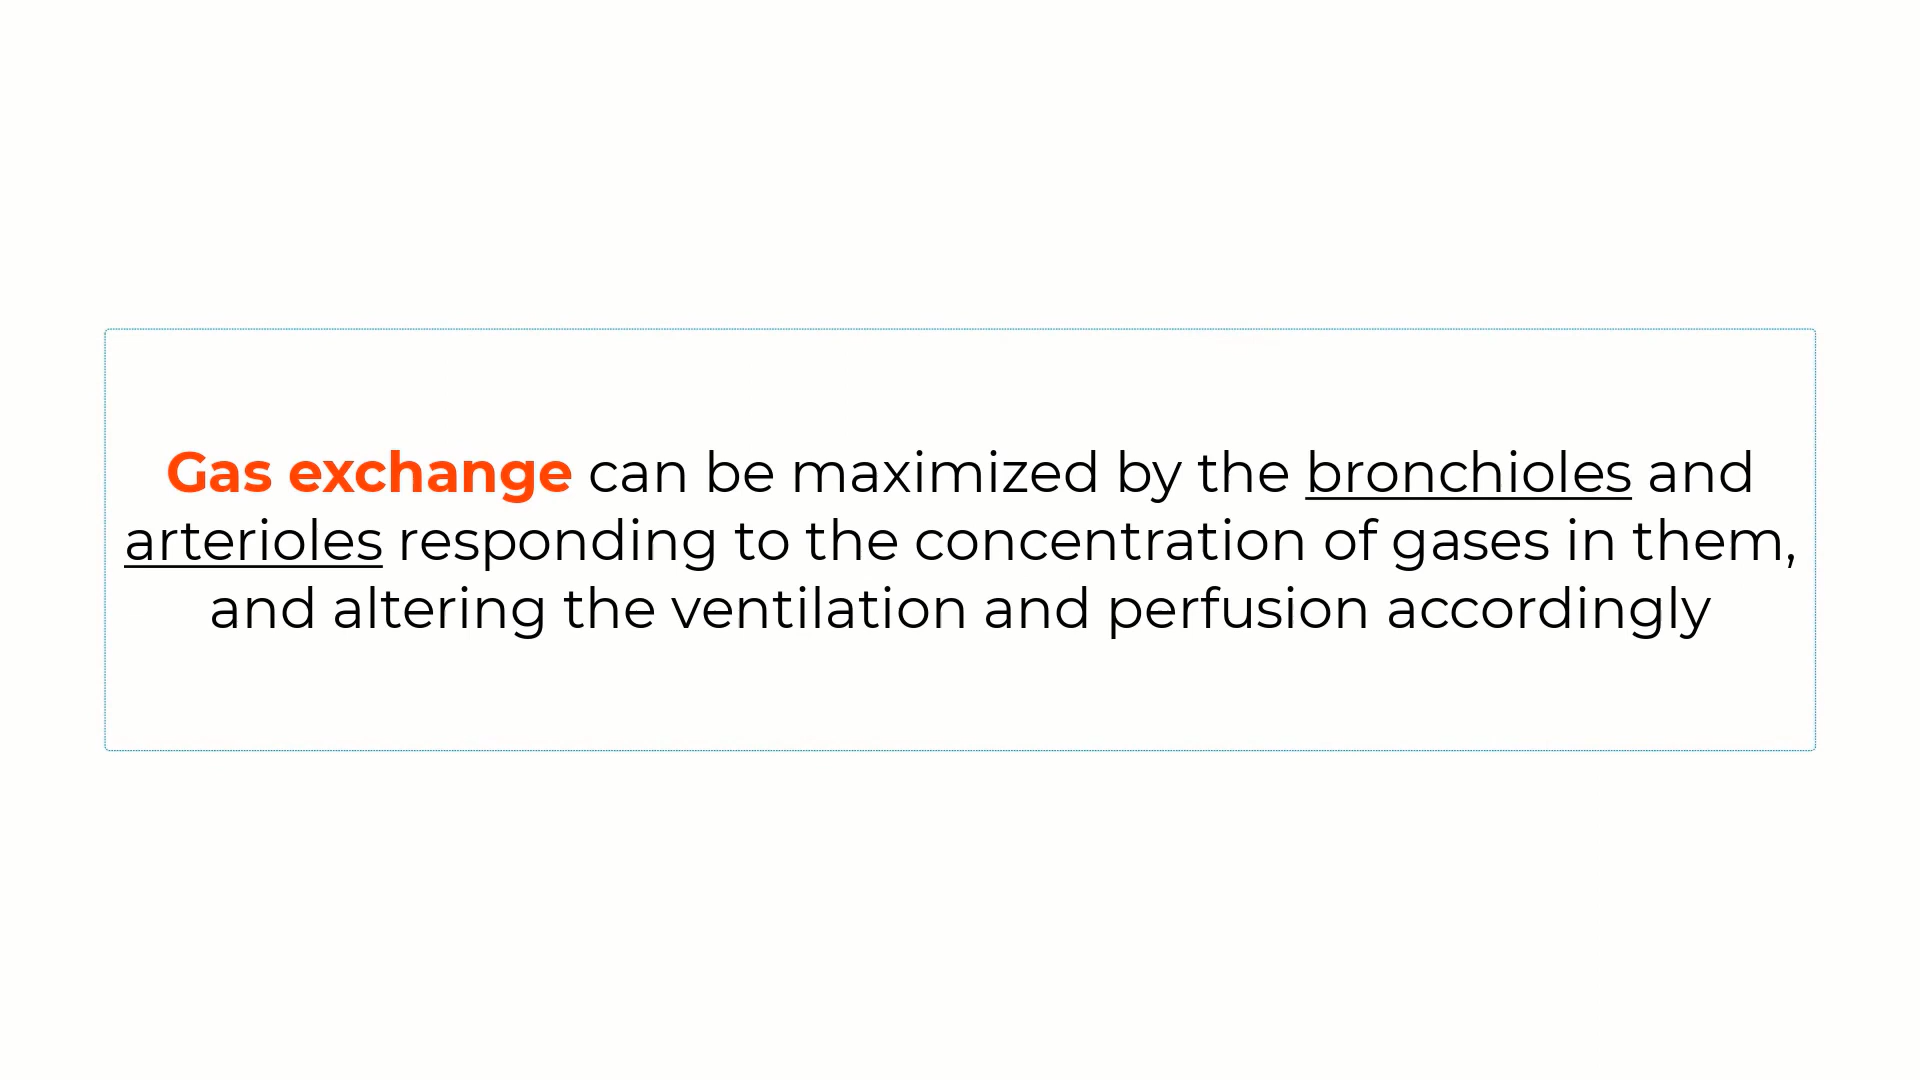 Gas exchange can be maximized by the bronchioles and
arterioles responding to the concentration of gases in them,
and altering the ventilation and perfusion accordingly